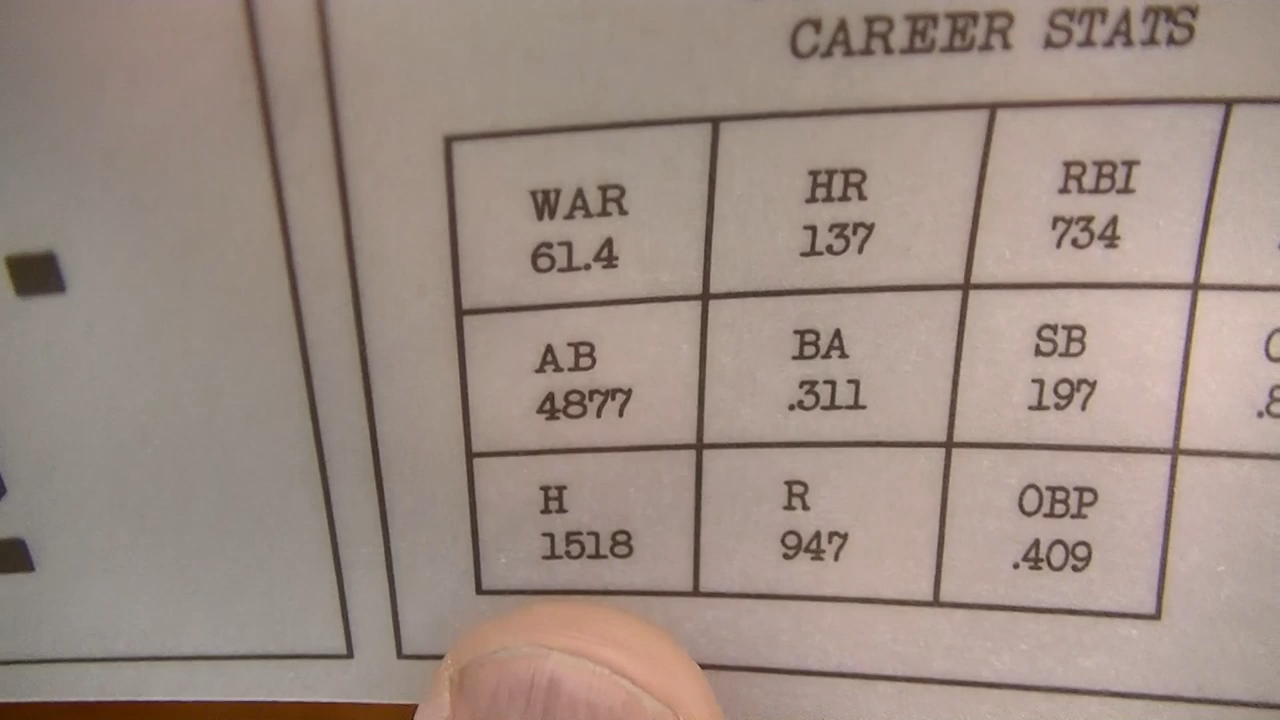 CAREER STATS
WAR HR RBI
61.4 137 734
AB BA SB
4877 .311 197
H R OBP
1518 947 .409